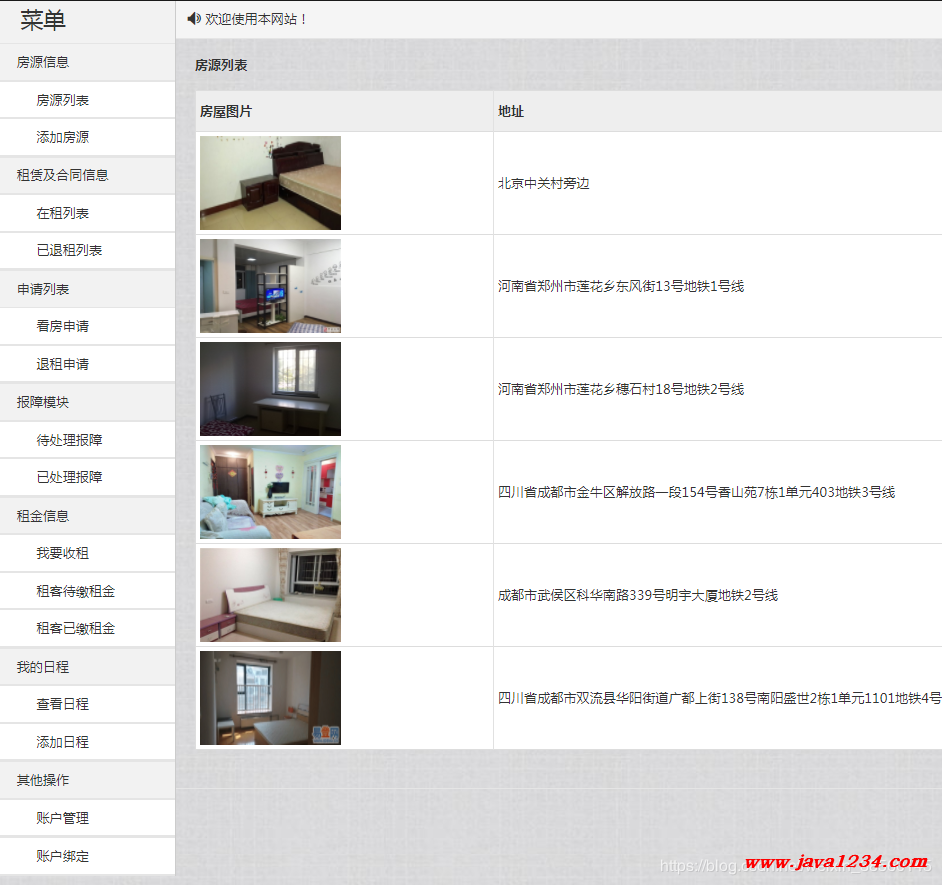 菜单
房源信息
房源列表
添加房源
租赁及合同信息
在租列表
已退租列表
申请列表
看房申请
退租申请
报障模块
待处理报障
已处理报障
租金信息
我要收租
租客待缴租金
租客已缴租金
我的日程
查看日程
添加日程
其他操作
账户管理
账户绑定
欢迎使用本网站！
房源列表
房屋图片 地址
北京中关村旁边
河南省郑州市莲花乡东风街13号地铁1号线
河南省郑州市莲花乡穗石村18号地铁2号线
四川省成都市金牛区解放路一段154号香山苑7栋1单元403地铁3号线
成都市武侯区科华南路339号明宇大厦地铁2号线
四川省成都市双流县华阳街道广都上街138号南阳盛世2栋1单元1101地铁4号
https://blog.
www.java1234.com